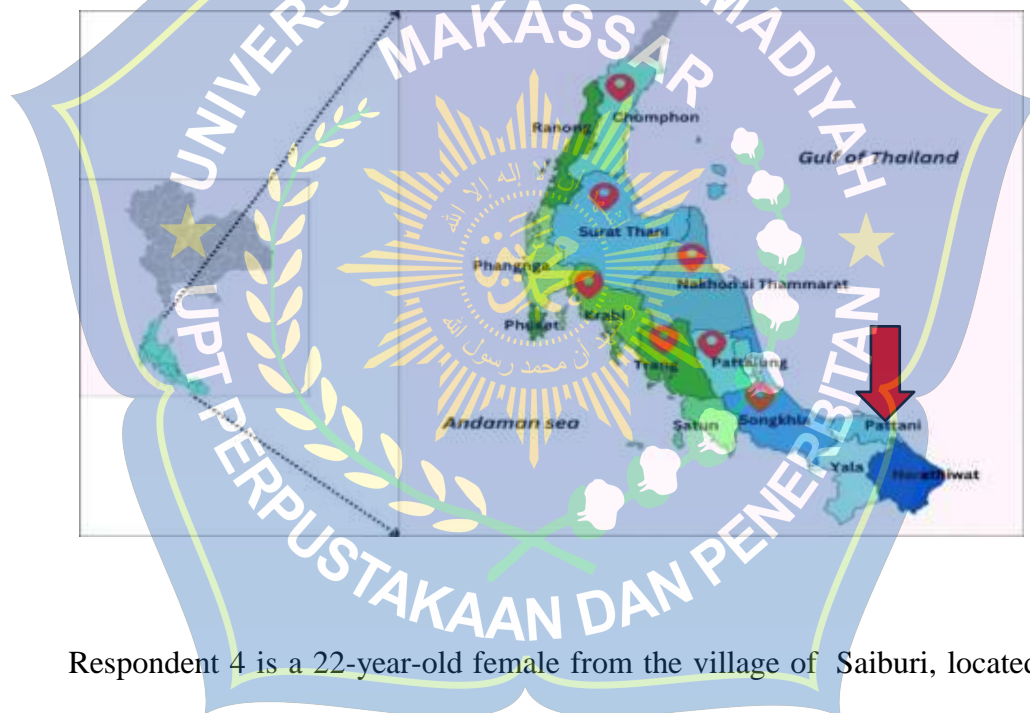 UNIVERS MADIYAH
MAKASSAR
Chomphon
Ranong
Gulf of Thailand
Surat Thani
Phangnga
Nakhon si Thammarat
Krabi
Phuket
Pattalung
Trang
Andaman sea
Satun
Songkhla
Pattani
Yala
Narathiwat
UPT PERPUSTAKAAN DAN PENERBITAN
Respondent 4 is a 22-year-old female from the village of Saiburi, located